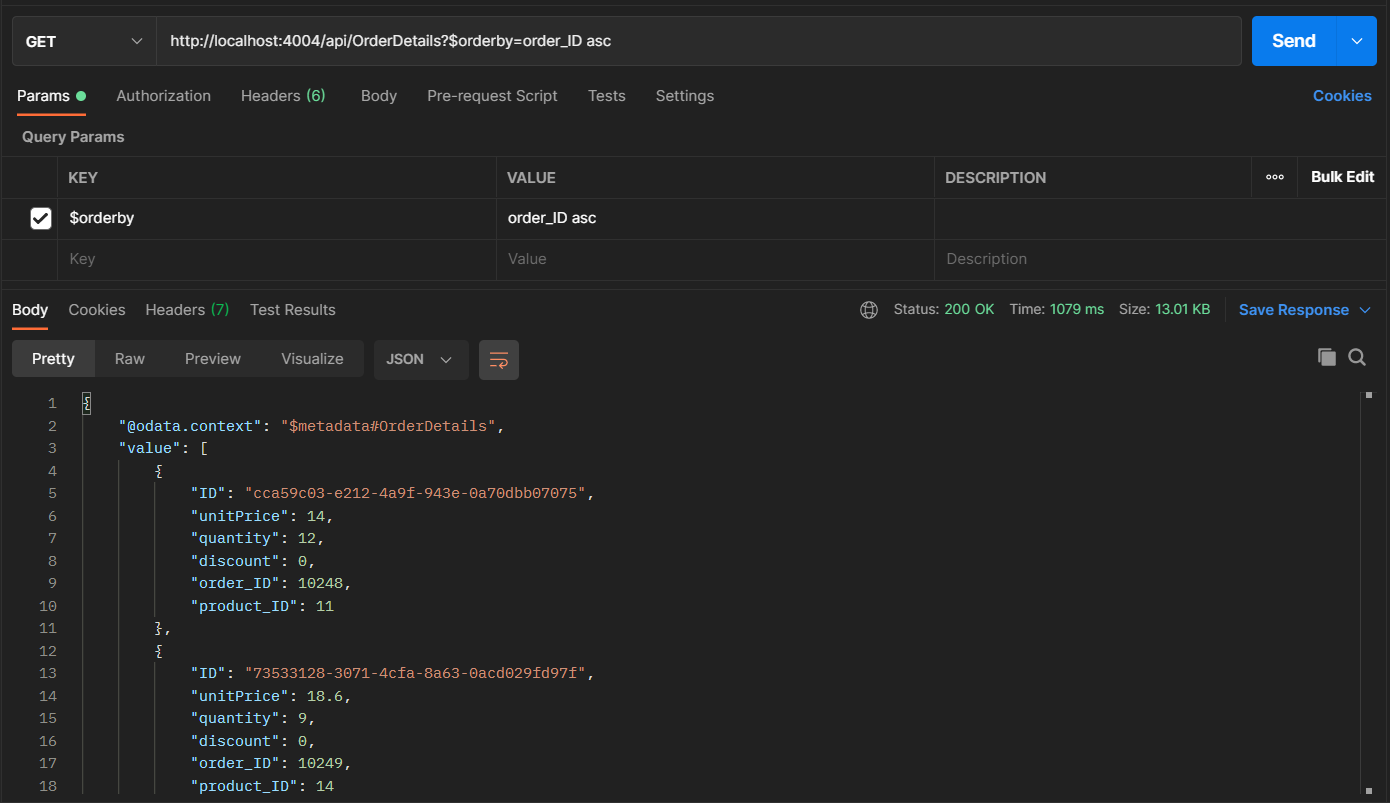 GET http://localhost:4004/api/OrderDetails?$orderby=order_ID asc Send
Params Authorization Headers (6) Body Pre-request Script Tests Settings Cookies
Query Params
KEY VALUE DESCRIPTION ooo Bulk Edit
$orderby order_ID asc
Key Value Description
Body Cookies Headers (7) Test Results Status: 200 OK Time: 1079 ms Size: 13.01 KB Save Response
Pretty Raw Preview Visualize JSON
1 {
2 "@odata.context": "$metadata#OrderDetails",
3 "value": [
4 {
5 "ID": "cca59c03-e212-4a9f-943e-0a70dbb07075",
6 "unitPrice": 14,
7 "quantity": 12,
8 "discount": 0,
9 "order_ID": 10248,
10 "product_ID": 11
11 },
12 {
13 "ID": "73533128-3071-4cfa-8a63-0acd029fd97f",
14 "unitPrice": 18.6,
15 "quantity": 9,
16 "discount": 0,
17 "order_ID": 10249,
18 "product_ID": 14